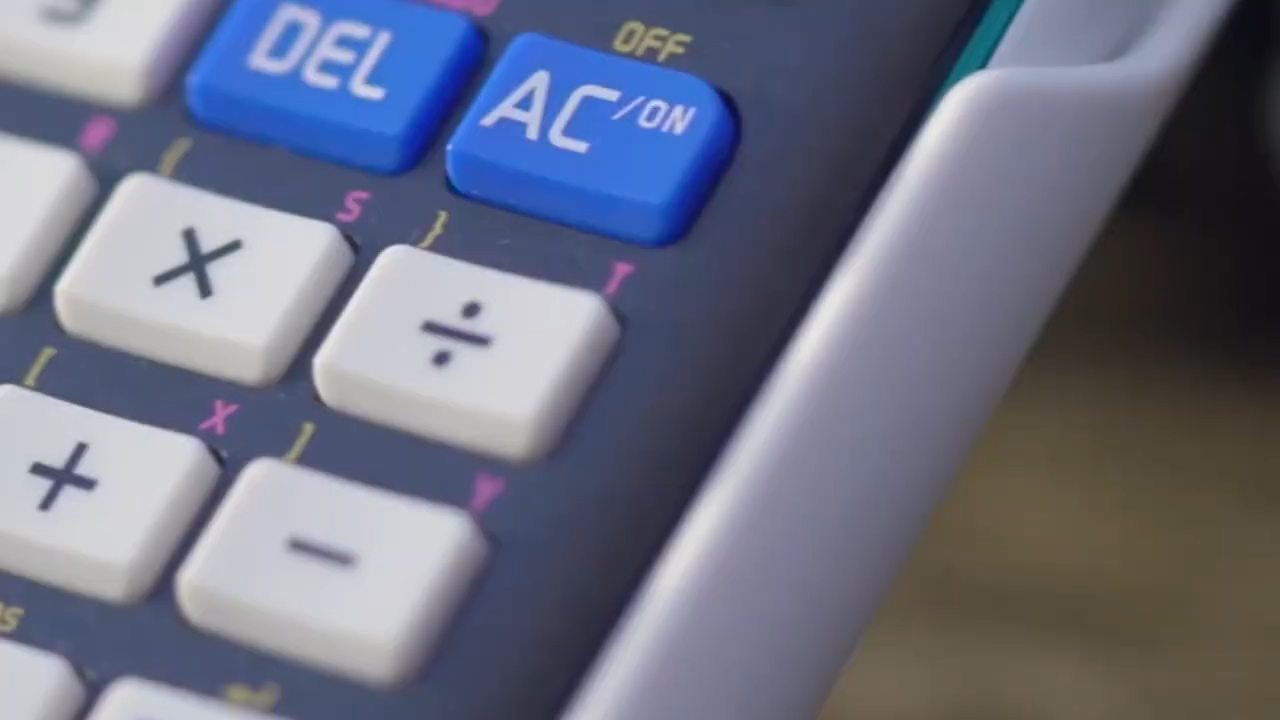 DEL
OFF
AC/ON
R
{
S
}
T
×
÷
[
X
]
Y
+
−